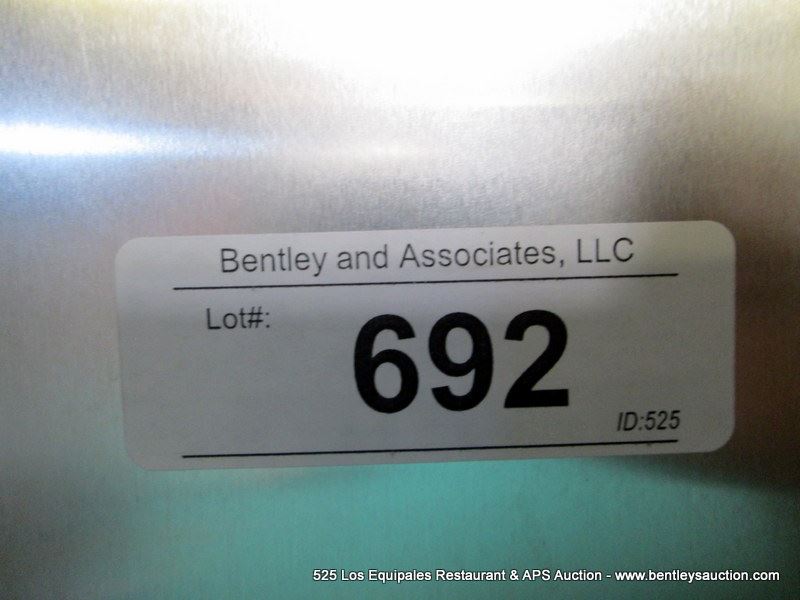 Bentley and Associates, LLC
Lot#:
692
ID:525
525 Los Equipales Restaurant & APS Auction - www.bentleysauction.com